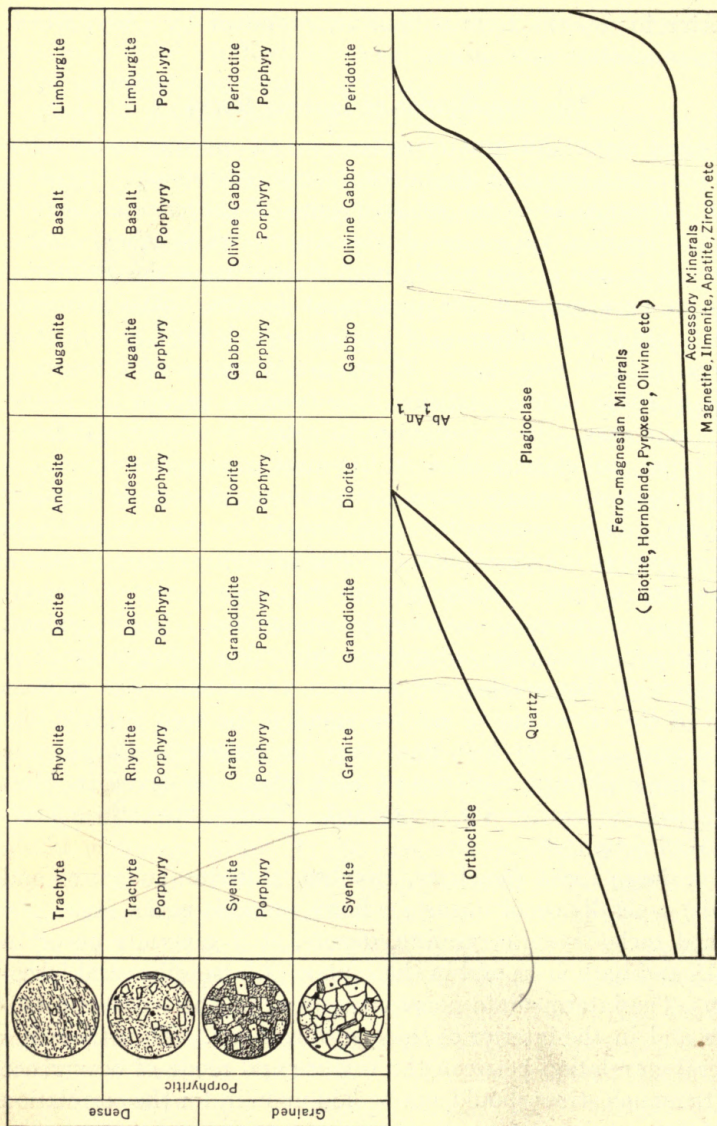 Dense
Porphyritic
Grained
Trachyte
Rhyolite
Dacite
Andesite
Auganite
Basalt
Limburgite
Trachyte
Porphyry
Rhyolite
Porphyry
Dacite
Porphyry
Andesite
Porphyry
Auganite
Porphyry
Basalt
Porphyry
Limburgite
Porphyry
Syenite
Porphyry
Granite
Porphyry
Granodiorite
Porphyry
Diorite
Porphyry
Gabbro
Porphyry
Olivine Gabbro
Porphyry
Peridotite
Porphyry
Syenite
Granite
Granodiorite
Diorite
Gabbro
Olivine Gabbro
Peridotite
Ab1An1
Orthoclase
Quartz
Plagioclase
Ferro-magnesian Minerals
(Biotite, Hornblende, Pyroxene, Olivine etc)
Accessory Minerals
Magnetite, Ilmenite, Apatite, Zircon, etc